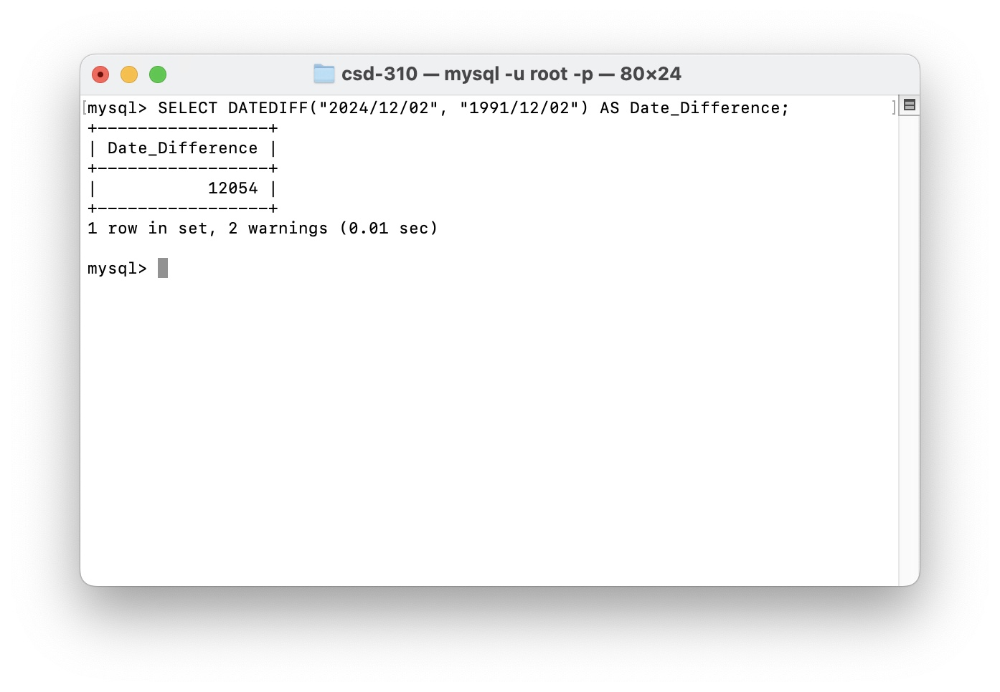 csd-310 — mysql -u root -p — 80×24
mysql> SELECT DATEDIFF("2024/12/02", "1991/12/02") AS Date_Difference;
+-----------------+
| Date_Difference |
+-----------------+
|           12054 |
+-----------------+
1 row in set, 2 warnings (0.01 sec)
mysql>